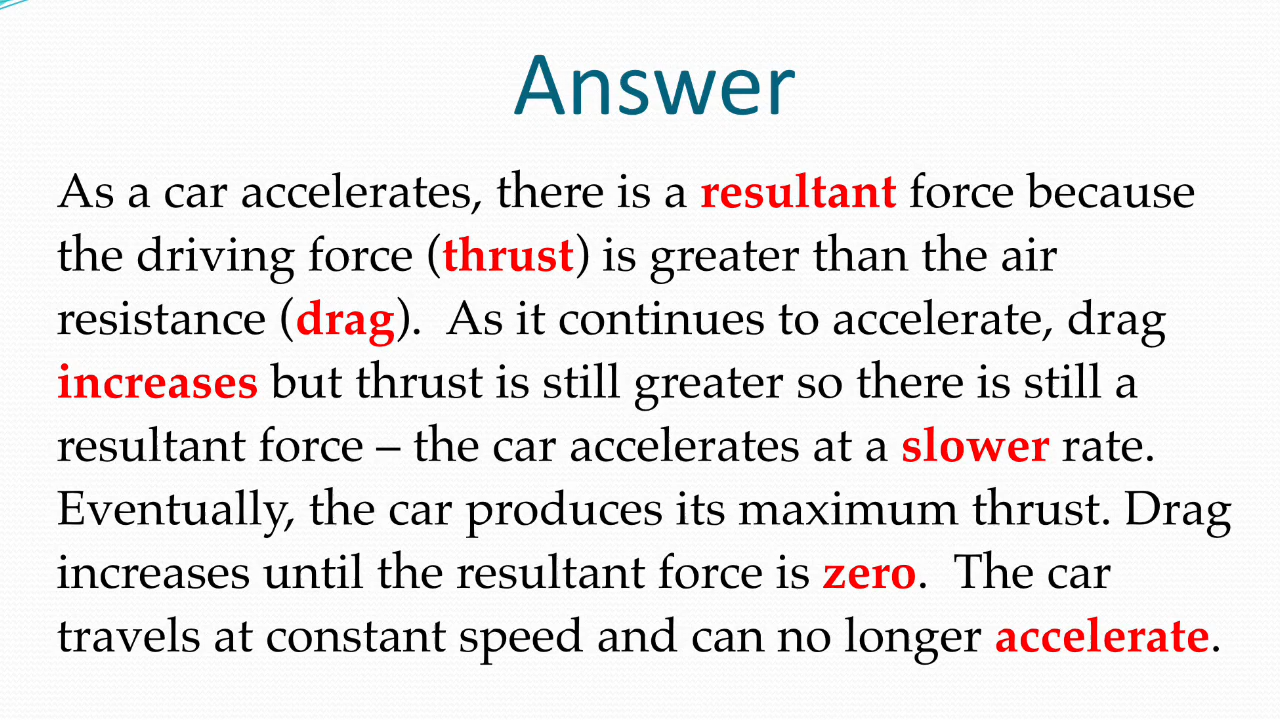 Answer
As a car accelerates, there is a resultant force because
the driving force (thrust) is greater than the air
resistance (drag).  As it continues to accelerate, drag
increases but thrust is still greater so there is still a
resultant force – the car accelerates at a slower rate.
Eventually, the car produces its maximum thrust. Drag
increases until the resultant force is zero.  The car
travels at constant speed and can no longer accelerate.